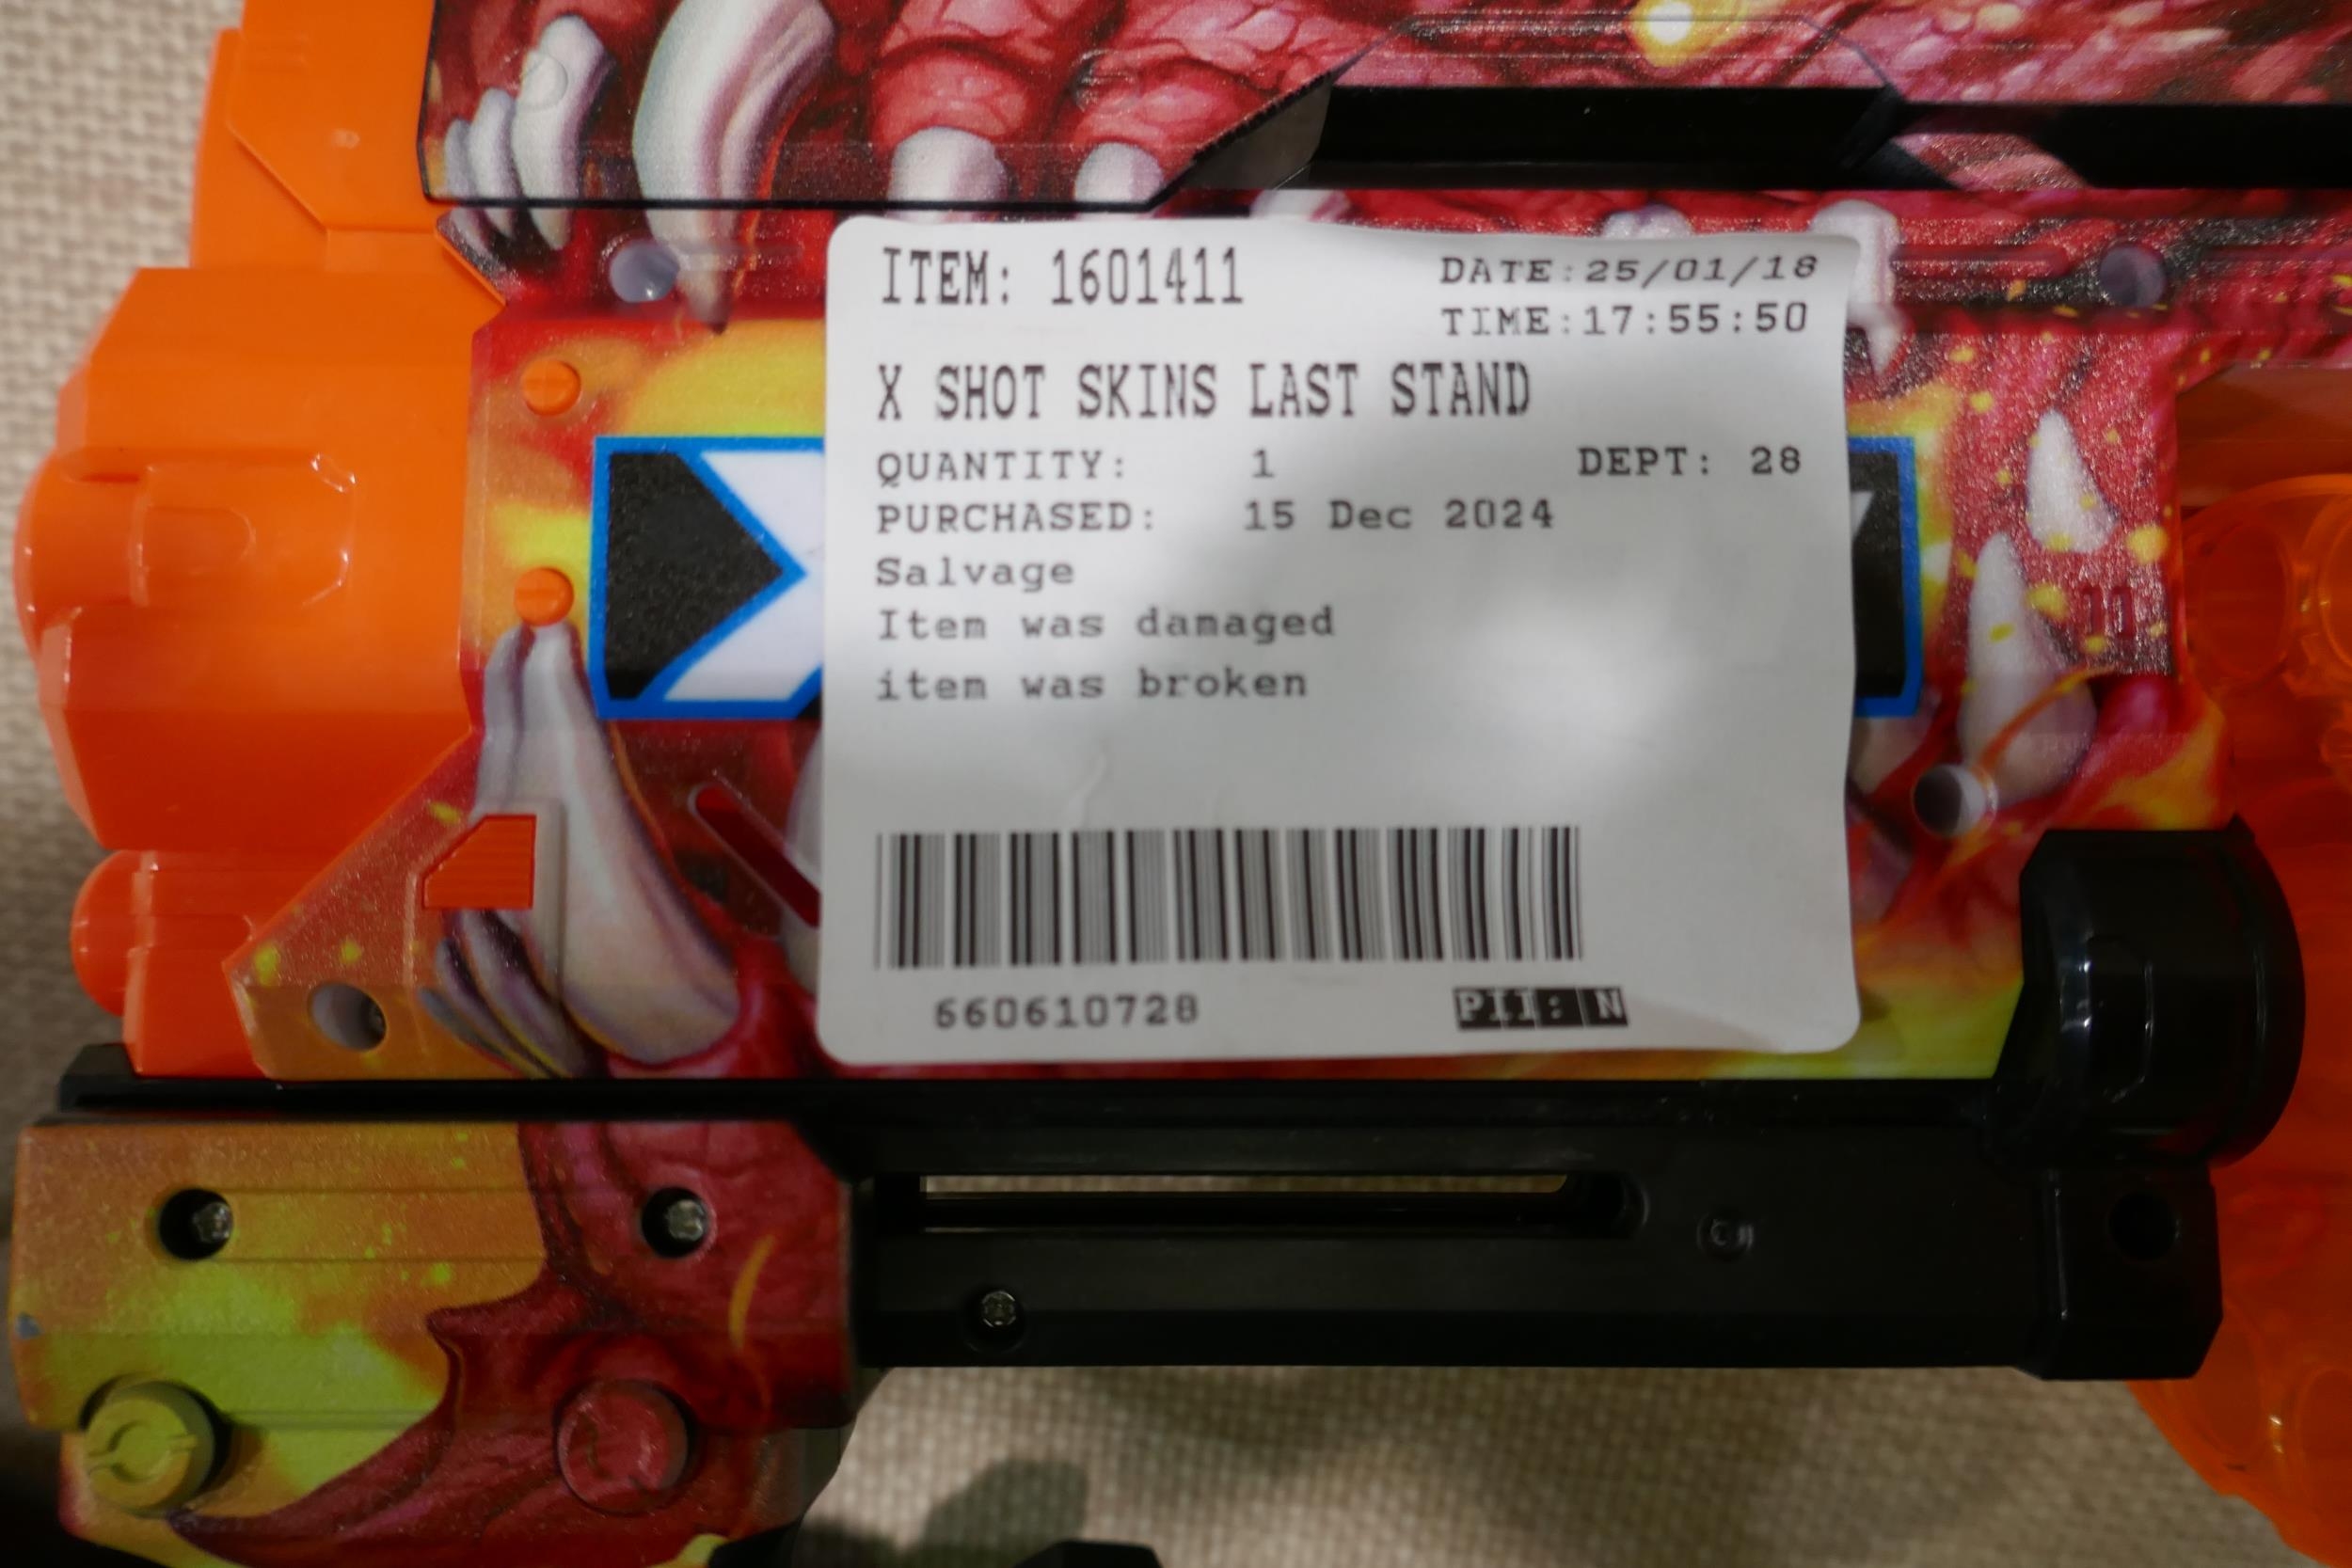 ITEM: 1601411
DATE:25/01/18
TIME:17:55:50
X SHOT SKINS LAST STAND
QUANTITY: 1 DEPT: 28
PURCHASED: 15 Dec 2024
Salvage
Item was damaged
item was broken
660610728
PII: N
X
11